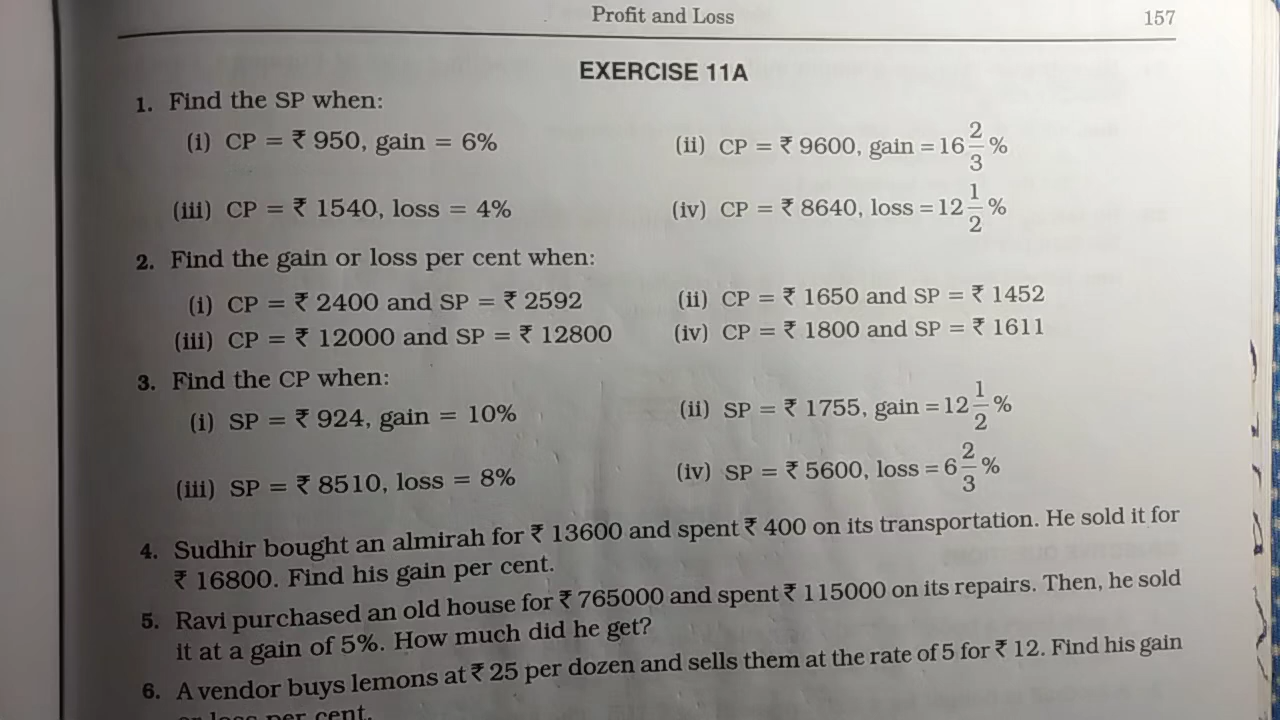 Profit and Loss 157
EXERCISE 11A
1. Find the SP when:
(i) CP = ₹ 950, gain = 6% (ii) CP = ₹ 9600, gain = 16 2/3 %
(iii) CP = ₹ 1540, loss = 4% (iv) CP = ₹ 8640, loss = 12 1/2 %
2. Find the gain or loss per cent when:
(i) CP = ₹ 2400 and SP = ₹ 2592 (ii) CP = ₹ 1650 and SP = ₹ 1452
(iii) CP = ₹ 12000 and SP = ₹ 12800 (iv) CP = ₹ 1800 and SP = ₹ 1611
3. Find the CP when:
(i) SP = ₹ 924, gain = 10% (ii) SP = ₹ 1755, gain = 12 1/2 %
(iii) SP = ₹ 8510, loss = 8% (iv) SP = ₹ 5600, loss = 6 2/3 %
4. Sudhir bought an almirah for ₹ 13600 and spent ₹ 400 on its transportation. He sold it for
₹ 16800. Find his gain per cent.
5. Ravi purchased an old house for ₹ 765000 and spent ₹ 115000 on its repairs. Then, he sold
it at a gain of 5%. How much did he get?
6. A vendor buys lemons at ₹ 25 per dozen and sells them at the rate of 5 for ₹ 12. Find his gain
or loss per cent.